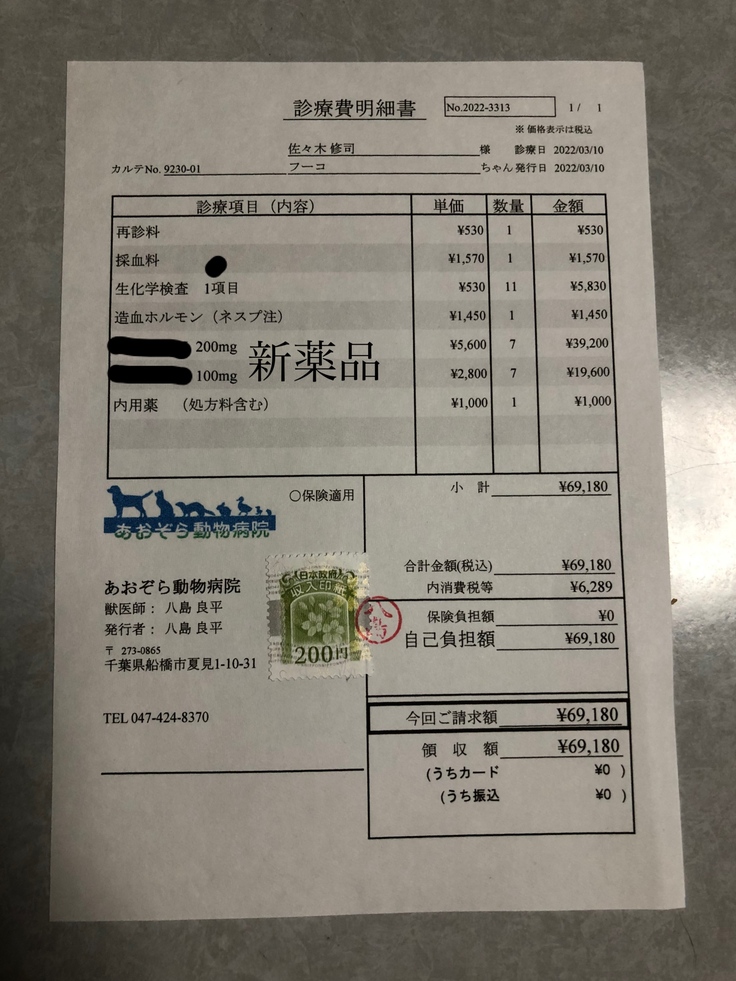 診療費明細書
No.2022-3313
1 / 1
※ 価格表示は税込
佐々木 修司 様 診療日 2022/03/10
カルテNo. 9230-01 フーコ ちゃん 発行日 2022/03/10
診療項目（内容） 単価 数量 金額
再診料 ¥530 1 ¥530
採血料 ¥1,570 1 ¥1,570
生化学検査 1項目 ¥530 11 ¥5,830
造血ホルモン（ネスプ注） ¥1,450 1 ¥1,450
200mg ¥5,600 7 ¥39,200
新薬品
100mg ¥2,800 7 ¥19,600
内用薬 （処方料含む） ¥1,000 1 ¥1,000
小 計 ¥69,180
〇保険適用
あおぞら動物病院
合計金額(税込) ¥69,180
内消費税等 ¥6,289
保険負担額 ¥0
自己負担額 ¥69,180
あおぞら動物病院
獣医師： 八島 良平
発行者： 八島 良平
〒 273-0865
千葉県船橋市夏見1-10-31
日本政府
収入印紙
200円
八島
TEL 047-424-8370
今回ご請求額 ¥69,180
領 収 額 ¥69,180
(うちカード ¥0 )
(うち振込 ¥0 )